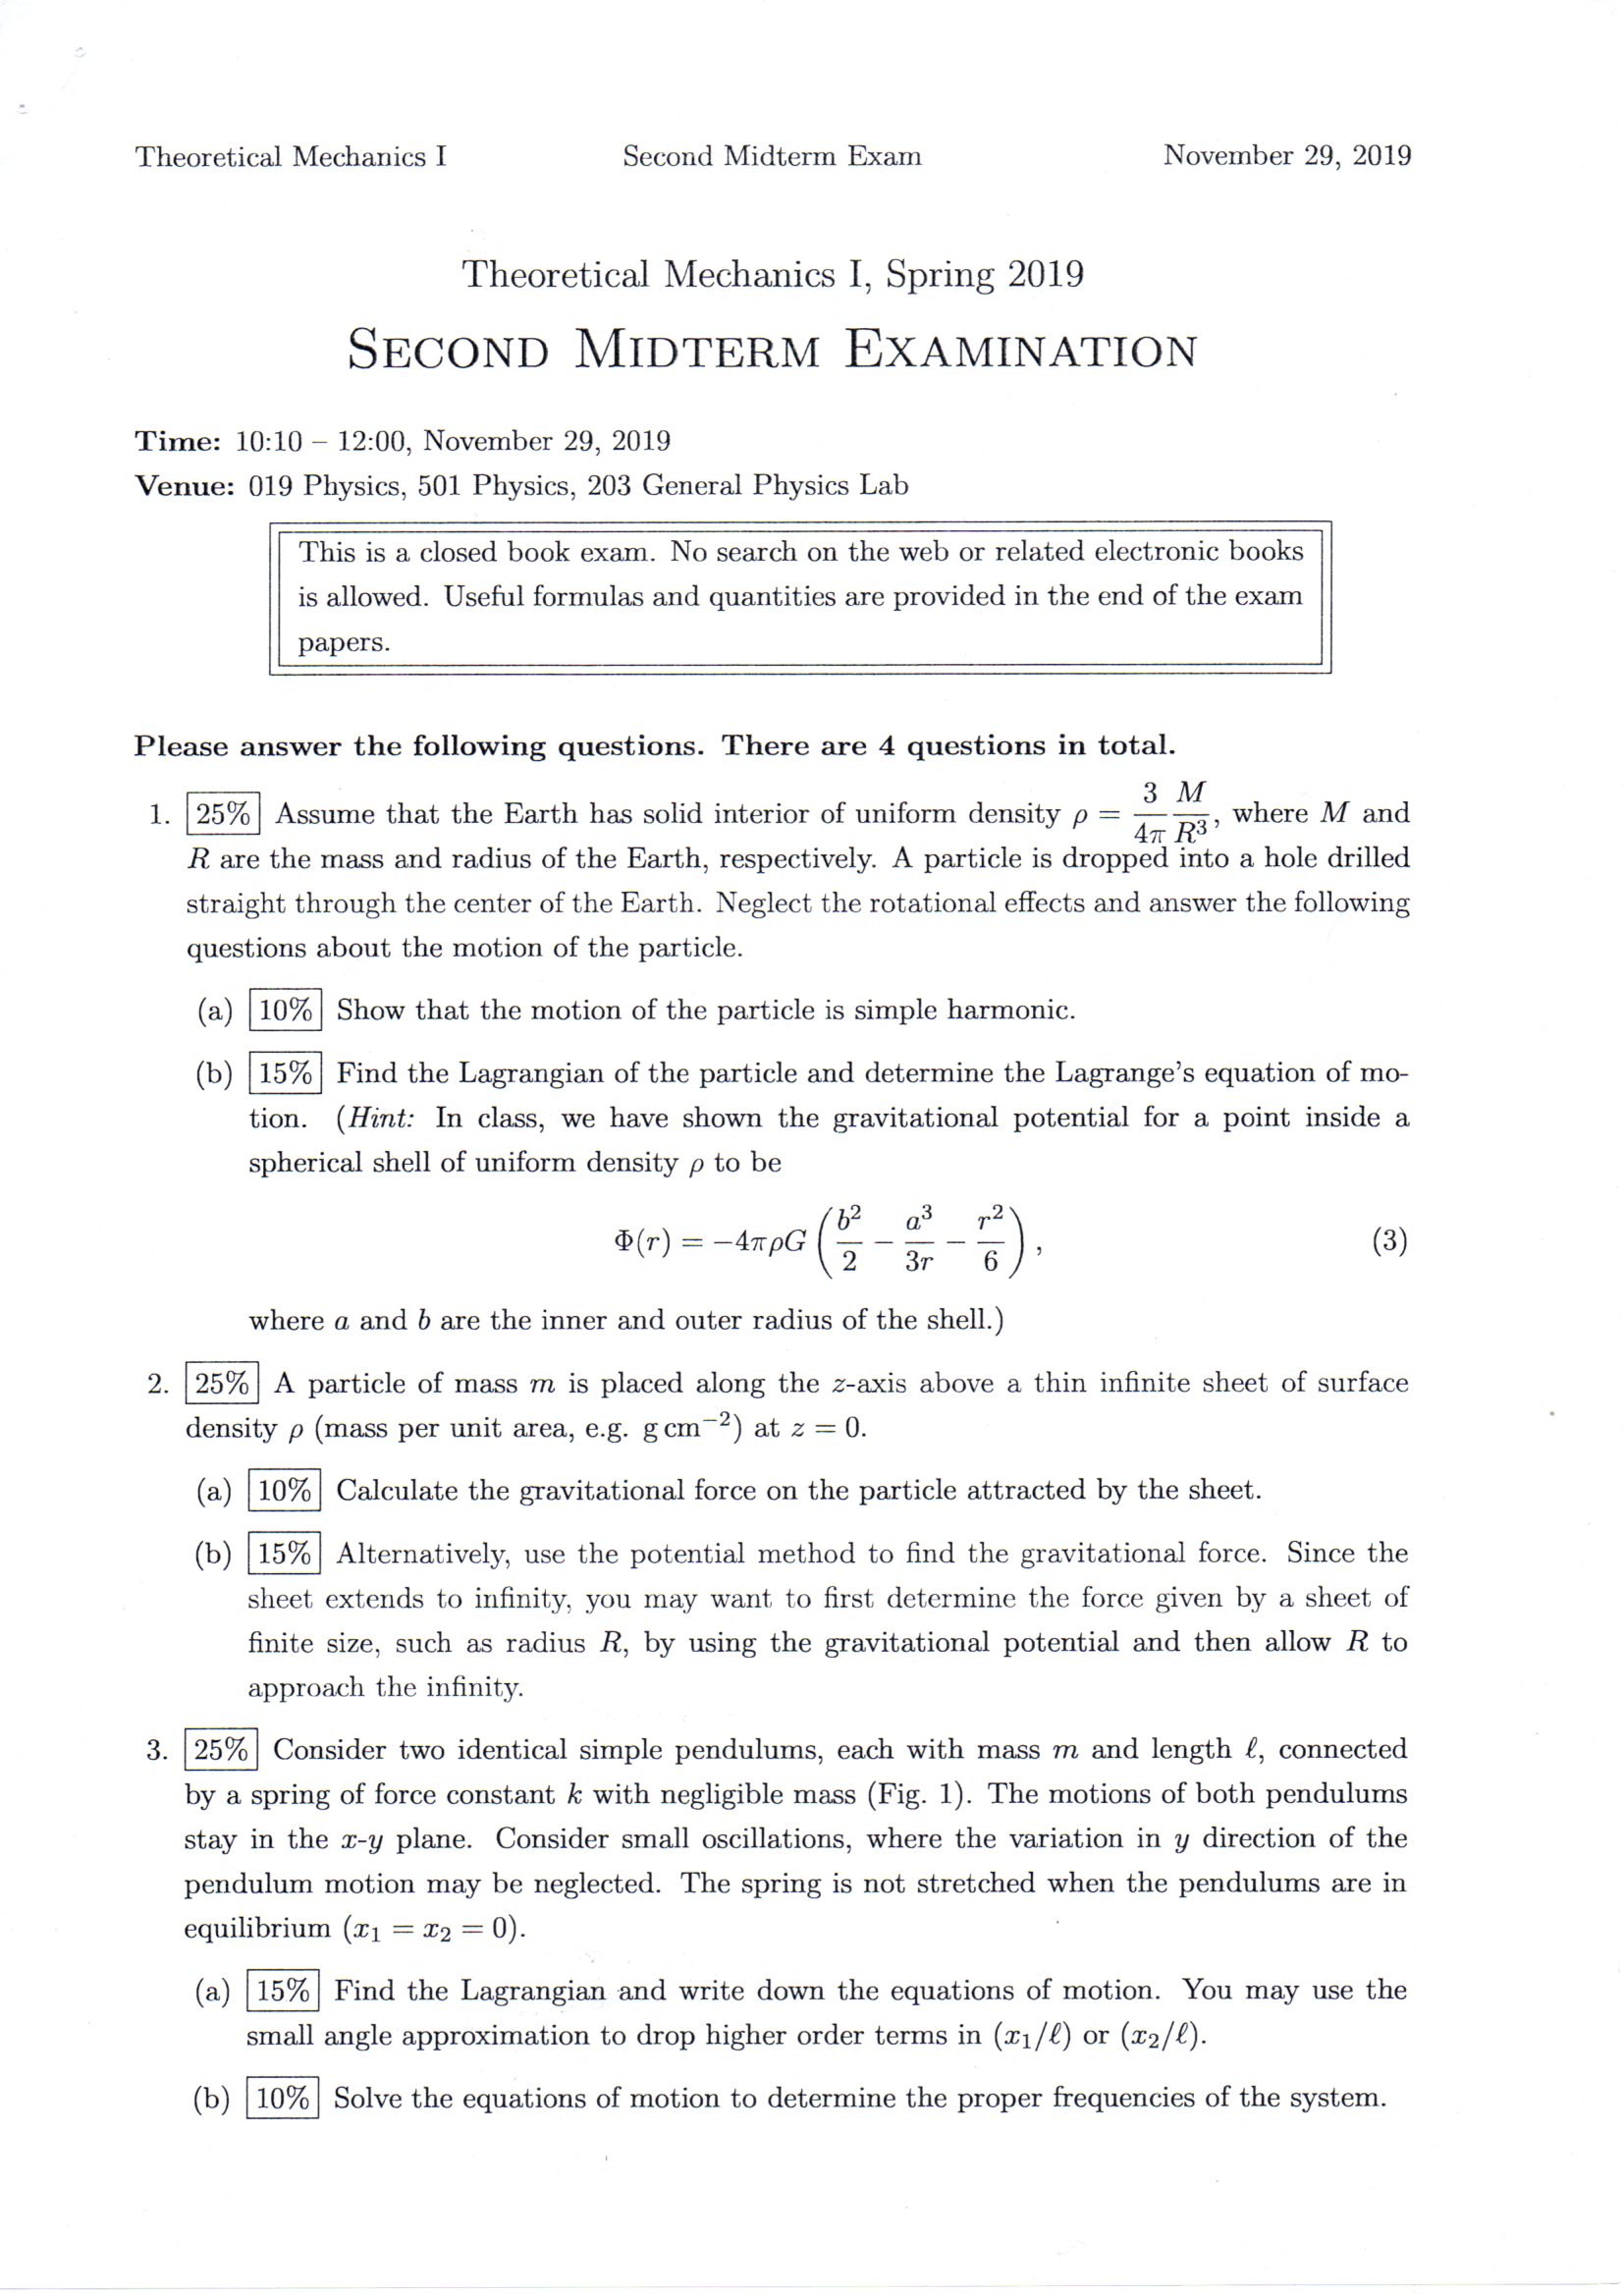 Theoretical Mechanics I Second Midterm Exam November 29, 2019
Theoretical Mechanics I, Spring 2019
SECOND MIDTERM EXAMINATION
Time: 10:10 – 12:00, November 29, 2019
Venue: 019 Physics, 501 Physics, 203 General Physics Lab
This is a closed book exam. No search on the web or related electronic books
is allowed. Useful formulas and quantities are provided in the end of the exam
papers.
Please answer the following questions. There are 4 questions in total.
1. 25% Assume that the Earth has solid interior of uniform density ρ = \frac{3}{4π}\frac{M}{R^3}, where M and
R are the mass and radius of the Earth, respectively. A particle is dropped into a hole drilled
straight through the center of the Earth. Neglect the rotational effects and answer the following
questions about the motion of the particle.
(a) 10% Show that the motion of the particle is simple harmonic.
(b) 15% Find the Lagrangian of the particle and determine the Lagrange's equation of mo-
tion. (Hint: In class, we have shown the gravitational potential for a point inside a
spherical shell of uniform density ρ to be
Φ(r) = −4πρG \left( \frac{b^2}{2} − \frac{a^3}{3r} − \frac{r^2}{6} \right), (3)
where a and b are the inner and outer radius of the shell.)
2. 25% A particle of mass m is placed along the z-axis above a thin infinite sheet of surface
density ρ (mass per unit area, e.g. g cm⁻²) at z = 0.
(a) 10% Calculate the gravitational force on the particle attracted by the sheet.
(b) 15% Alternatively, use the potential method to find the gravitational force. Since the
sheet extends to infinity, you may want to first determine the force given by a sheet of
finite size, such as radius R, by using the gravitational potential and then allow R to
approach the infinity.
3. 25% Consider two identical simple pendulums, each with mass m and length ℓ, connected
by a spring of force constant k with negligible mass (Fig. 1). The motions of both pendulums
stay in the x-y plane. Consider small oscillations, where the variation in y direction of the
pendulum motion may be neglected. The spring is not stretched when the pendulums are in
equilibrium (x₁ = x₂ = 0).
(a) 15% Find the Lagrangian and write down the equations of motion. You may use the
small angle approximation to drop higher order terms in (x₁/ℓ) or (x₂/ℓ).
(b) 10% Solve the equations of motion to determine the proper frequencies of the system.